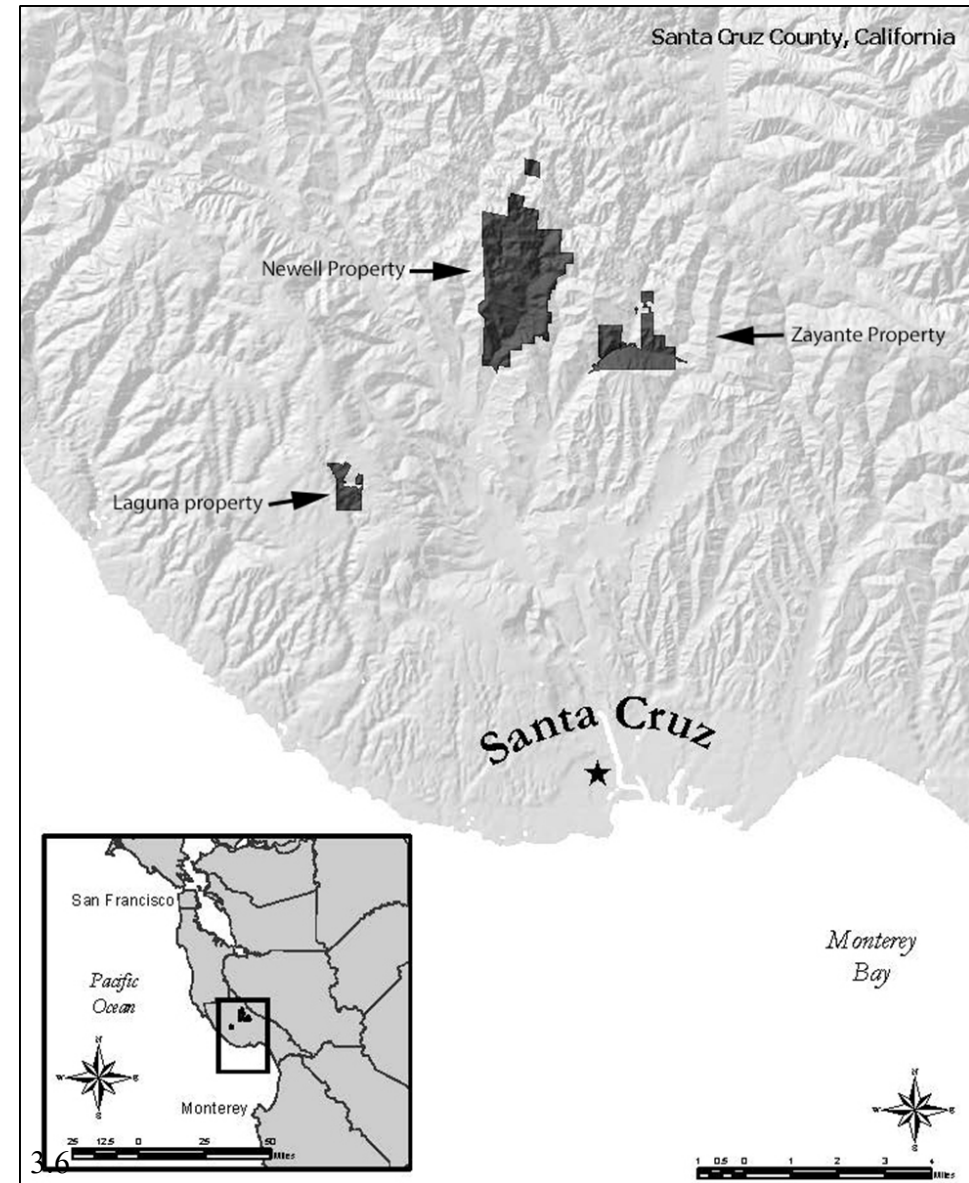 Santa Cruz County, California
Newell Property
Zayante Property
Laguna property
Santa Cruz
San Francisco
Pacific
Ocean
Monterey
Bay
N
W E
S
Monterey
25 12.5 0 25 50
Miles
N
W E
S
1 0.5 0 1 2 3 4
Miles
3.6